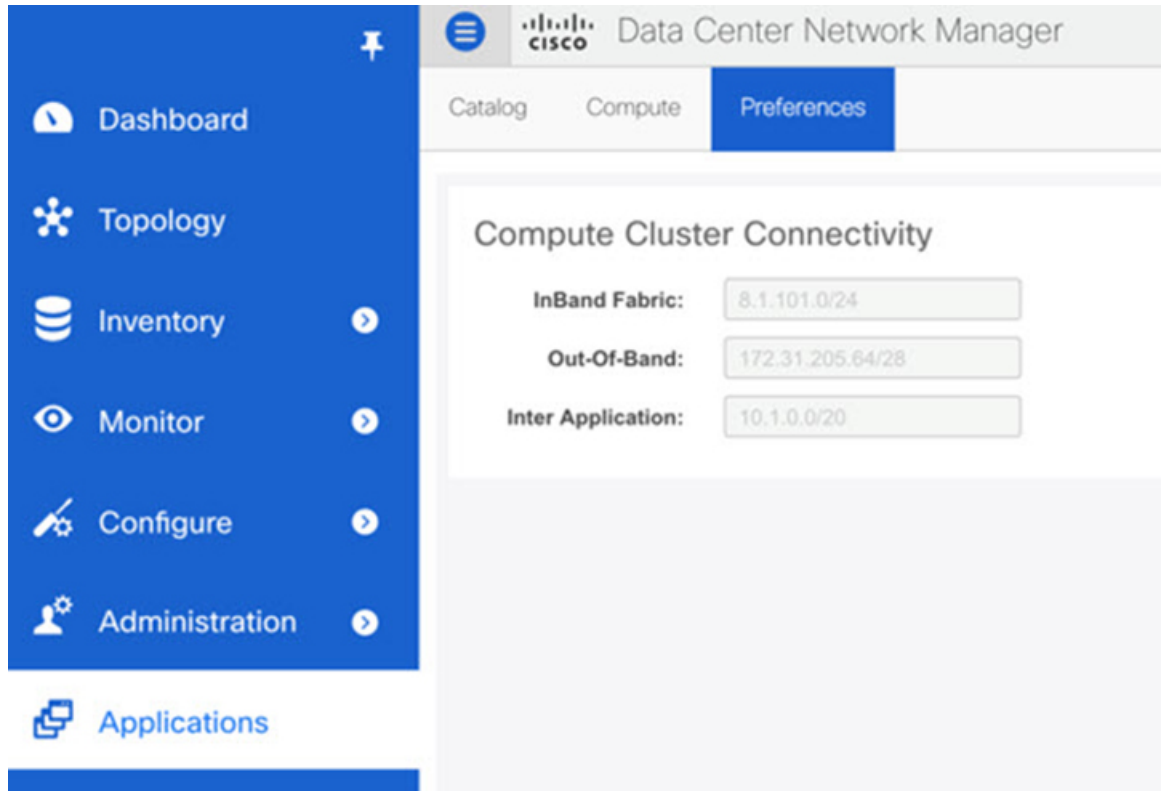 CISCO Data Center Network Manager
Catalog Compute Preferences
Dashboard
Topology
Inventory
Monitor
Configure
Administration
Applications
Compute Cluster Connectivity
InBand Fabric: 8.1.101.0/24
Out-Of-Band: 172.31.205.64/28
Inter Application: 10.1.0.0/20